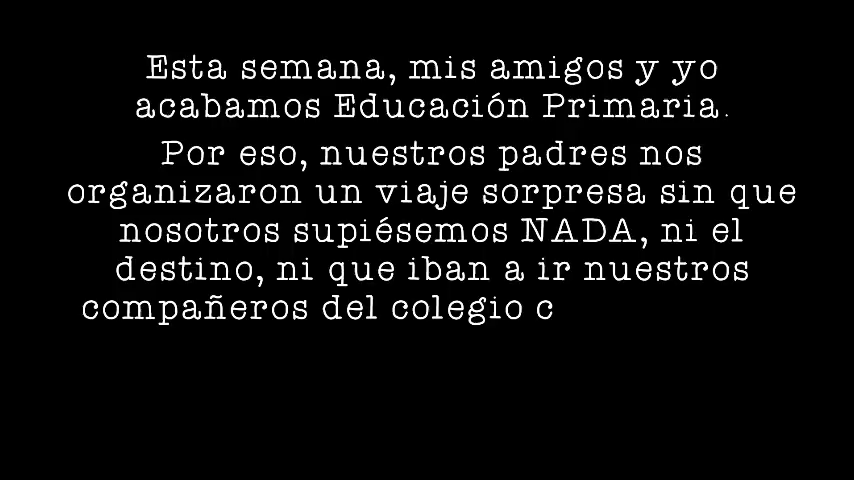 Esta semana, mis amigos y yo
acabamos Educación Primaria.
Por eso, nuestros padres nos
organizaron un viaje sorpresa sin que
nosotros supiésemos NADA, ni el
destino, ni que iban a ir nuestros
compañeros del colegio c